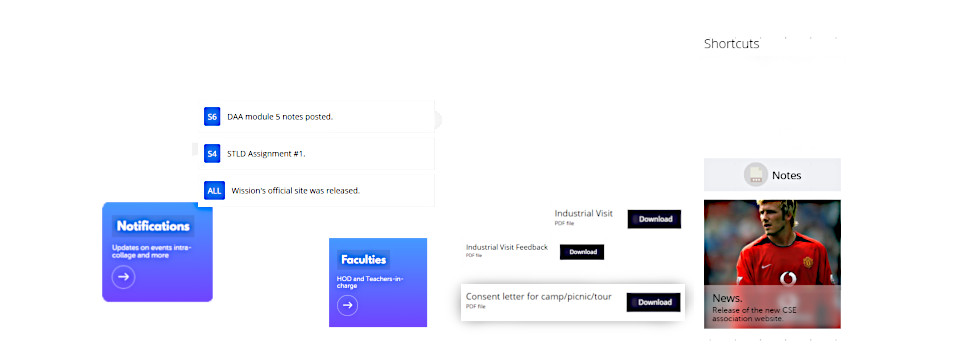 Shortcuts
S6 DAA module 5 notes posted.
S4 STLD Assignment #1.
ALL Wission's official site was released.
Notes
Notifications
Updates on events intra-
collage and more
Faculties
HOD and Teachers-in-
charge
Industrial Visit Download
Industrial Visit Feedback Download
PDF file
Consent letter for camp/picnic/tour Download
PDF file
News.
Release of the new CSE
association website.